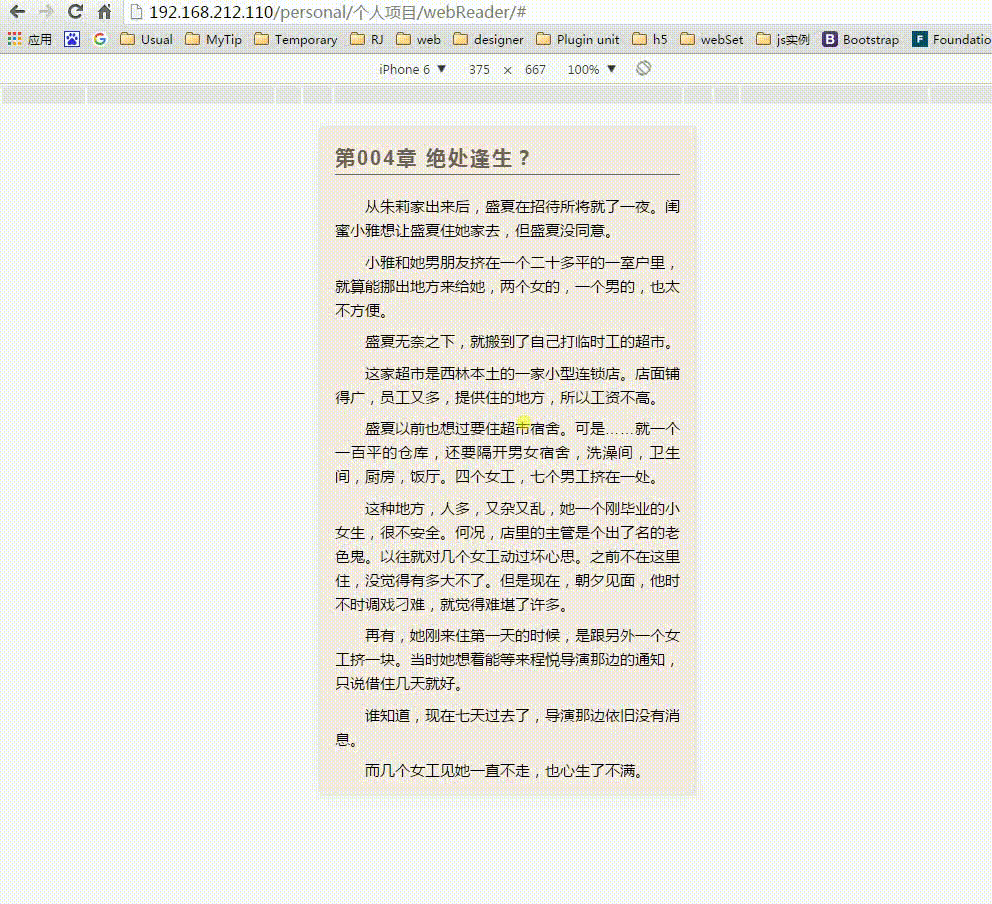 192.168.212.110/personal/个人项目/webReader/#
应用 Usual MyTip Temporary RJ web designer Plugin unit h5 webSet js实例 B Bootstrap F Foundatio
iPhone 6 ▼ 375 × 667 100% ▼
第004章 绝处逢生？
从朱莉家出来后，盛夏在招待所将就了一夜。闺
蜜小雅想让盛夏住她家去，但盛夏没同意。
小雅和她男朋友挤在一个二十多平的一室户里，
就算能挪出地方来给她，两个女的，一个男的，也太
不方便。
盛夏无奈之下，就搬到了自己打临时工的超市。
这家超市是西林本土的一家小型连锁店。店面铺
得广，员工又多，提供住的地方，所以工资不高。
盛夏以前也想过要住超市宿舍。可是……就一个
一百平的仓库，还要隔开男女宿舍，洗澡间，卫生
间，厨房，饭厅。四个女工，七个男工挤在一处。
这种地方，人多，又杂又乱，她一个刚毕业的小
女生，很不安全。何况，店里的主管是个出了名的老
色鬼。以往就对几个女工动过坏心思。之前不在这里
住，没觉得有多大不了。但是现在，朝夕见面，他时
不时调戏刁难，就觉得难堪了许多。
再有，她刚来住第一天的时候，是跟另外一个女
工挤一块。当时她想着能等来程悦导演那边的通知，
只说借住几天就好。
谁知道，现在七天过去了，导演那边依旧没有消
息。
而几个女工见她一直不走，也心生了不满。